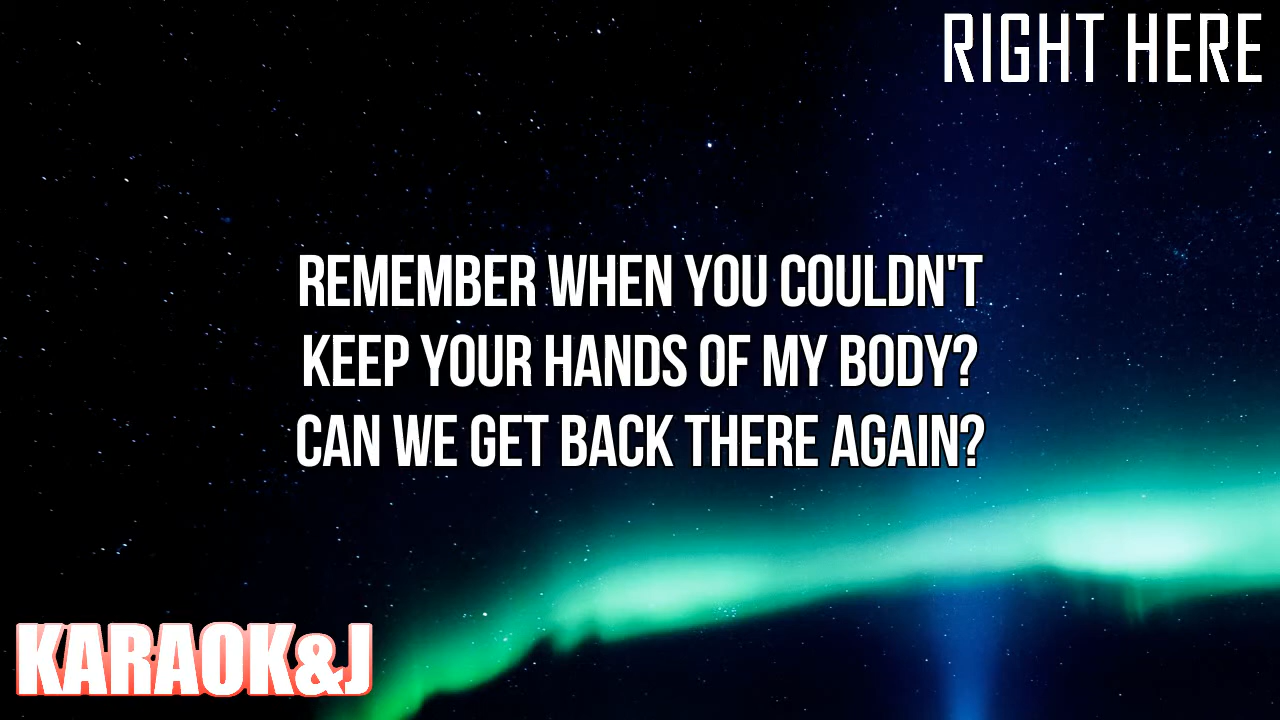 RIGHT HERE
REMEMBER WHEN YOU COULDN'T
KEEP YOUR HANDS OF MY BODY?
CAN WE GET BACK THERE AGAIN?
KARAOK&J